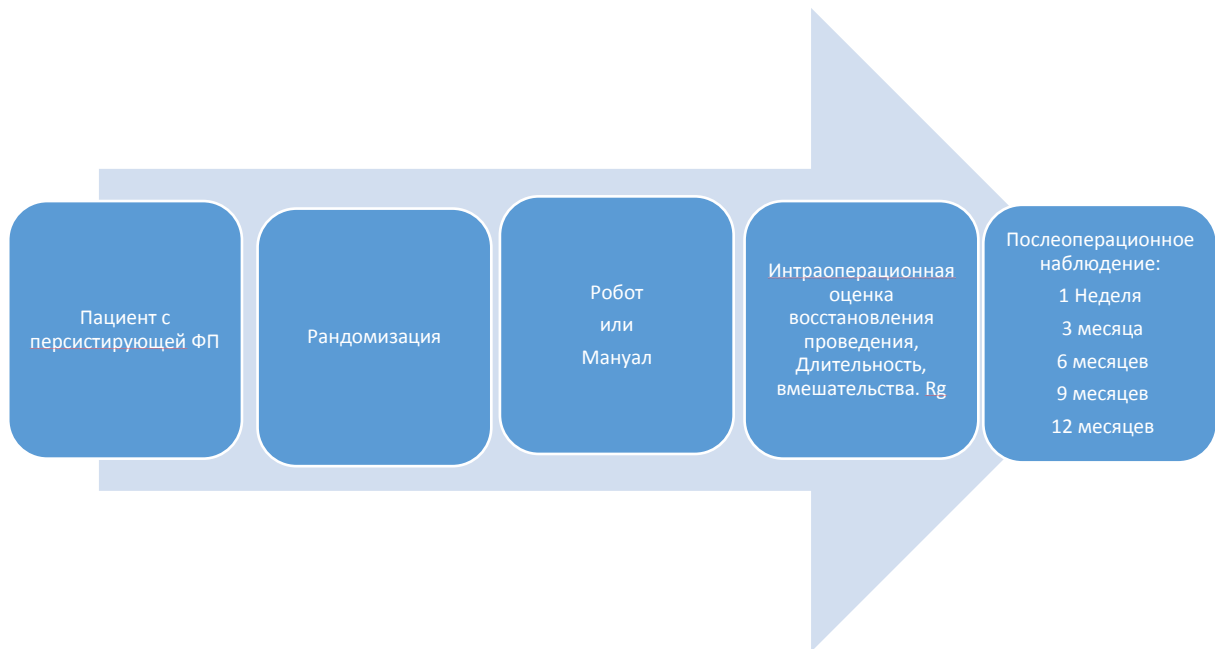 Пациент с
персистирующей ФП
Рандомизация
Робот
или
Мануал
Интраоперационная
оценка
восстановления
проведения,
Длительность,
вмешательства. Rg
Послеоперационное
наблюдение:
1 Неделя
3 месяца
6 месяцев
9 месяцев
12 месяцев